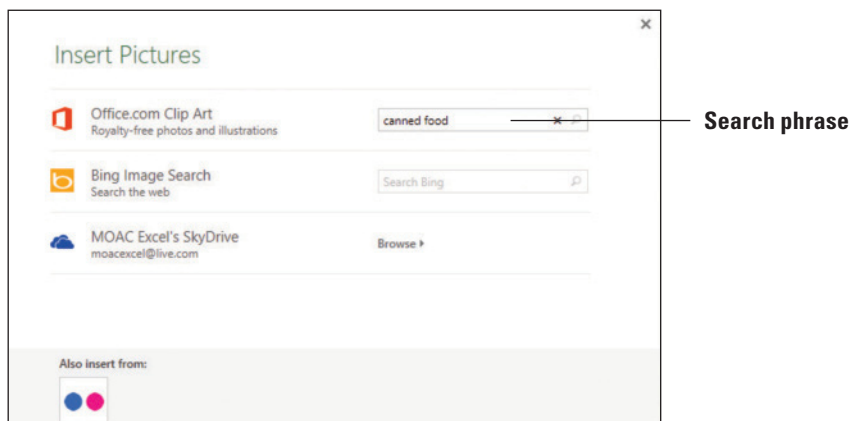 Insert Pictures
Office.com Clip Art
Royalty-free photos and illustrations
canned food
Search phrase
Bing Image Search
Search the web
Search Bing
MOAC Excel's SkyDrive
moacexcel@live.com
Browse
Also insert from: